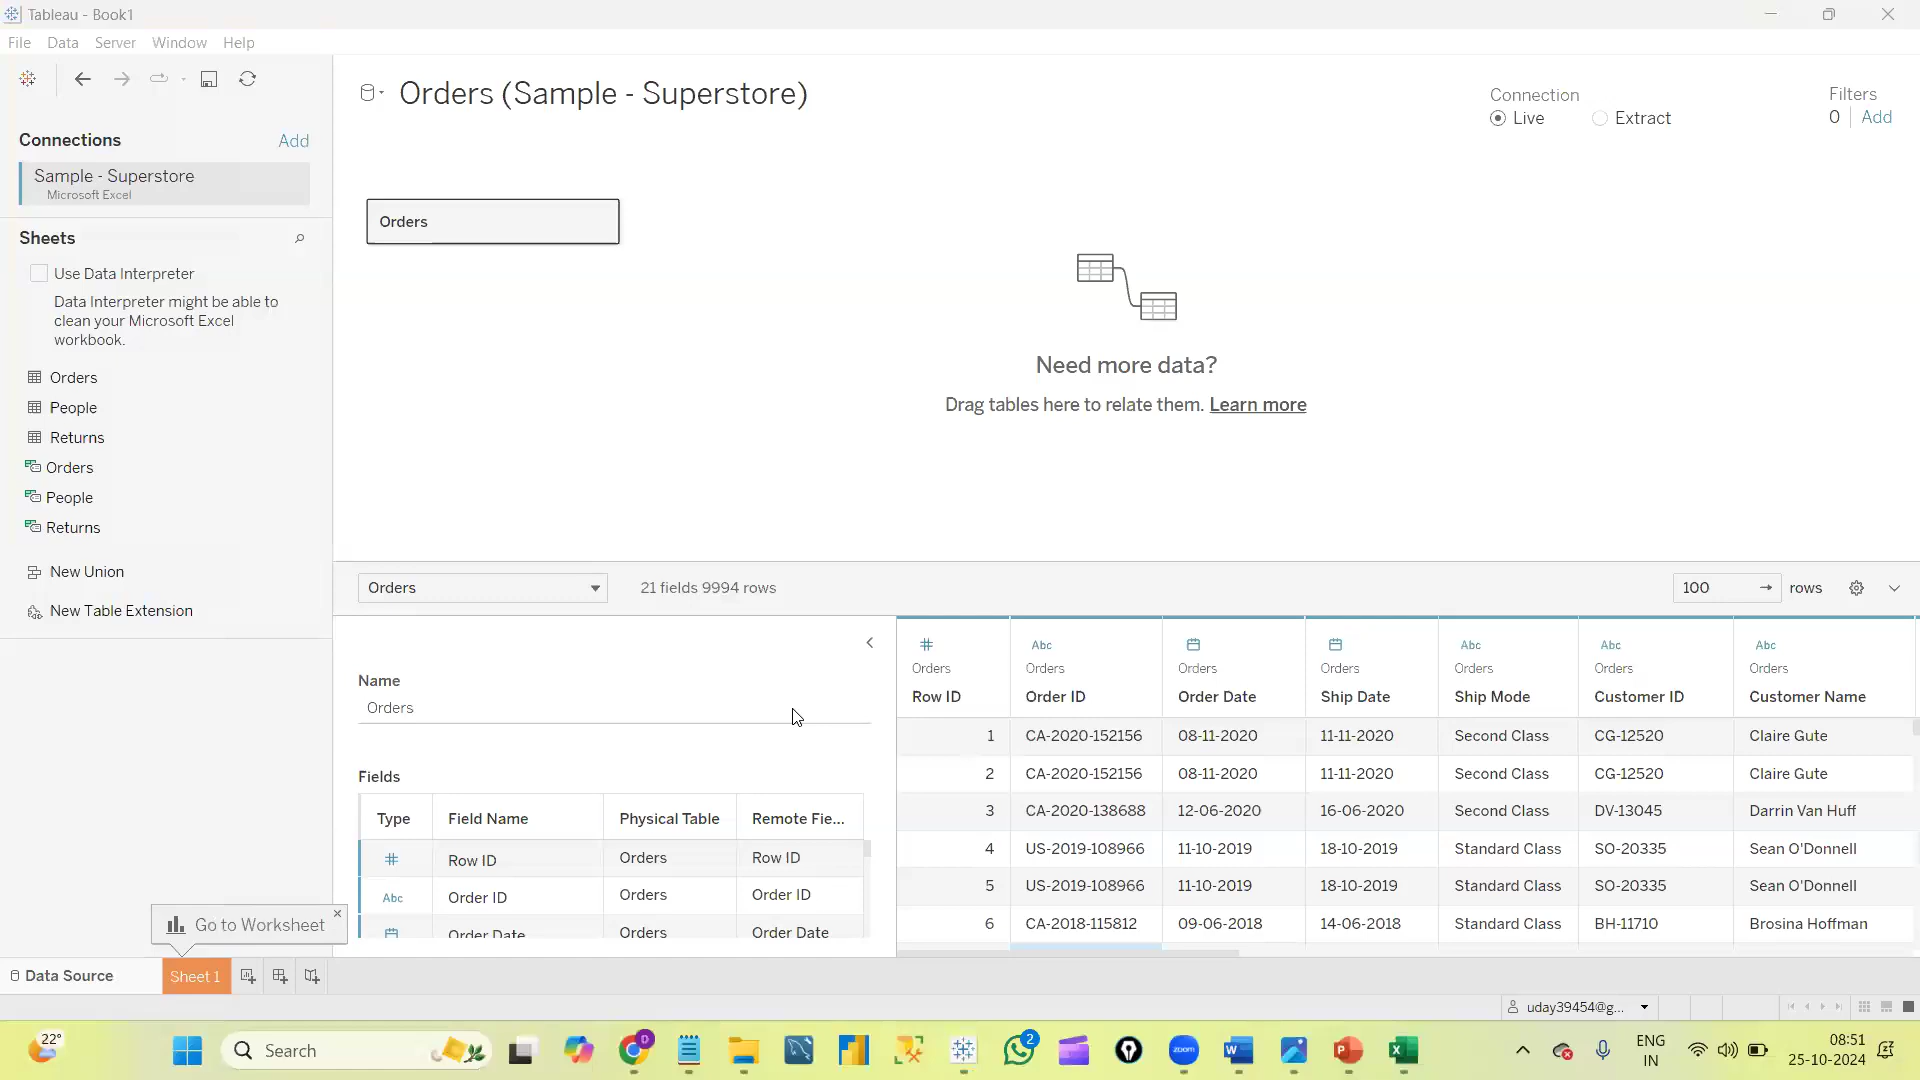 Tableau - Book1
File Data Server Window Help
Connections Add
Sample - Superstore
Microsoft Excel
Sheets
Use Data Interpreter
Data Interpreter might be able to
clean your Microsoft Excel
workbook.
Orders
People
Returns
Orders
People
Returns
New Union
New Table Extension
Orders (Sample - Superstore)
Connection
Live Extract
Filters
0 Add
Orders
Need more data?
Drag tables here to relate them. Learn more
Orders 21 fields 9994 rows 100 rows
Name
Orders
Fields
Type Field Name Physical Table Remote Fie...
# Row ID Orders Row ID
Abc Order ID Orders Order ID
Order Date Orders Order Date
# Abc Abc Abc Abc
Orders Orders Orders Orders Orders Orders Orders
Row ID Order ID Order Date Ship Date Ship Mode Customer ID Customer Name
1 CA-2020-152156 08-11-2020 11-11-2020 Second Class CG-12520 Claire Gute
2 CA-2020-152156 08-11-2020 11-11-2020 Second Class CG-12520 Claire Gute
3 CA-2020-138688 12-06-2020 16-06-2020 Second Class DV-13045 Darrin Van Huff
4 US-2019-108966 11-10-2019 18-10-2019 Standard Class SO-20335 Sean O'Donnell
5 US-2019-108966 11-10-2019 18-10-2019 Standard Class SO-20335 Sean O'Donnell
6 CA-2018-115812 09-06-2018 14-06-2018 Standard Class BH-11710 Brosina Hoffman
Go to Worksheet
Data Source Sheet 1
uday39454@g...
22°
Search
D
2
zoom
ENG
IN
08:51
25-10-2024